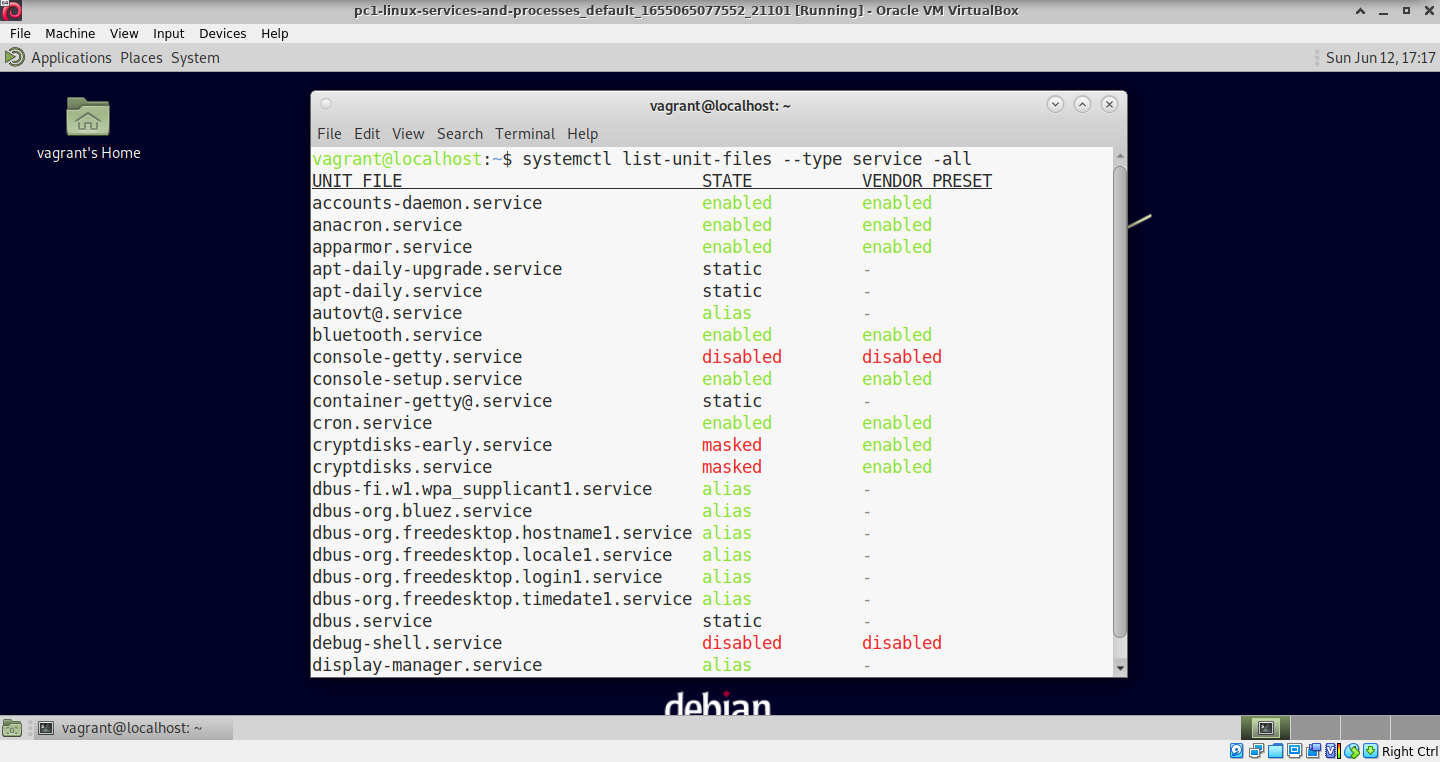 pc1-linux-services-and-processes_default_1655065077552_21101 [Running] - Oracle VM VirtualBox
File Machine View Input Devices Help
Applications Places System Sun Jun 12, 17:17
vagrant's Home
vagrant@localhost: ~
File Edit View Search Terminal Help
vagrant@localhost:~$ systemctl list-unit-files --type service -all
UNIT FILE STATE VENDOR PRESET
accounts-daemon.service enabled enabled
anacron.service enabled enabled
apparmor.service enabled enabled
apt-daily-upgrade.service static -
apt-daily.service static -
autovt@.service alias -
bluetooth.service enabled enabled
console-getty.service disabled disabled
console-setup.service enabled enabled
container-getty@.service static -
cron.service enabled enabled
cryptdisks-early.service masked enabled
cryptdisks.service masked enabled
dbus-fi.w1.wpa_supplicant1.service alias -
dbus-org.bluez.service alias -
dbus-org.freedesktop.hostname1.service alias -
dbus-org.freedesktop.locale1.service alias -
dbus-org.freedesktop.login1.service alias -
dbus-org.freedesktop.timedate1.service alias -
dbus.service static -
debug-shell.service disabled disabled
display-manager.service alias -
debian
vagrant@localhost: ~
Right Ctrl